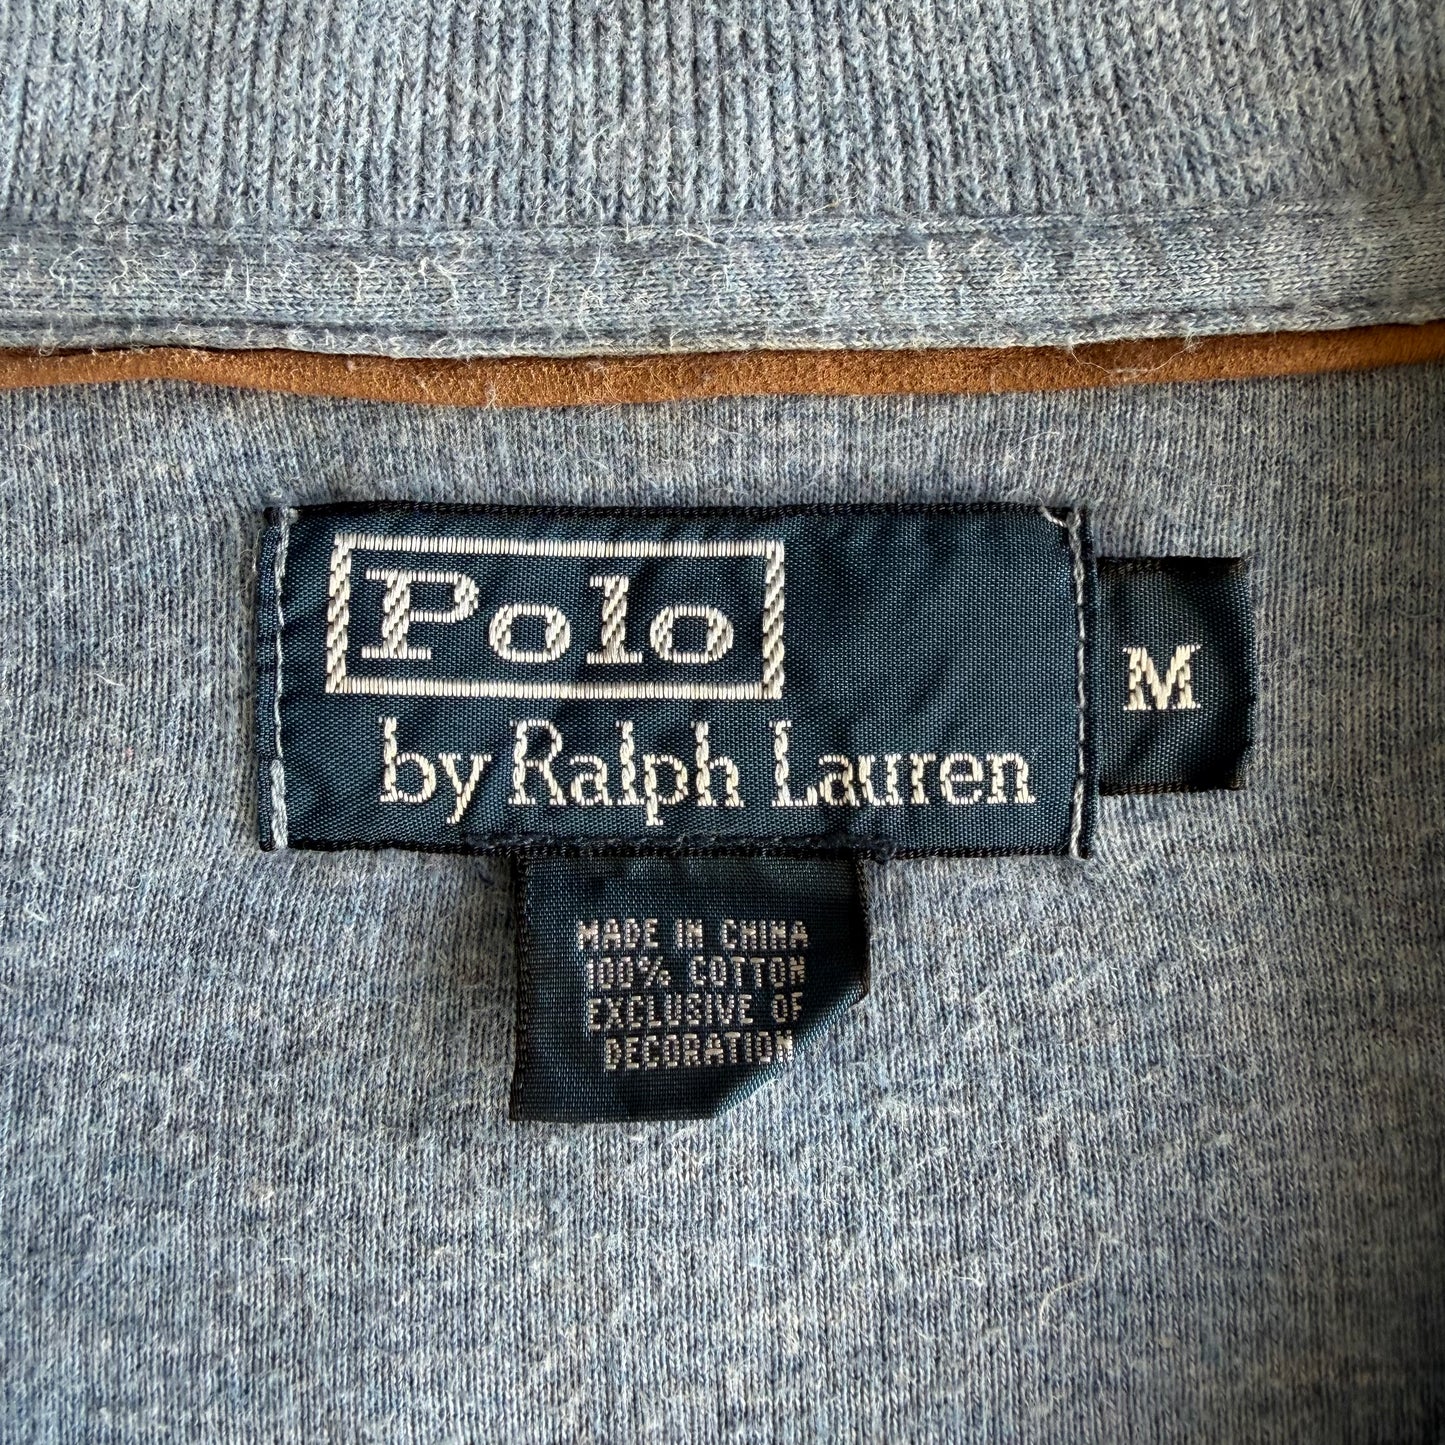 Polo
by Ralph Lauren
M
MADE IN CHINA
100% COTTON
EXCLUSIVE OF
DECORATION